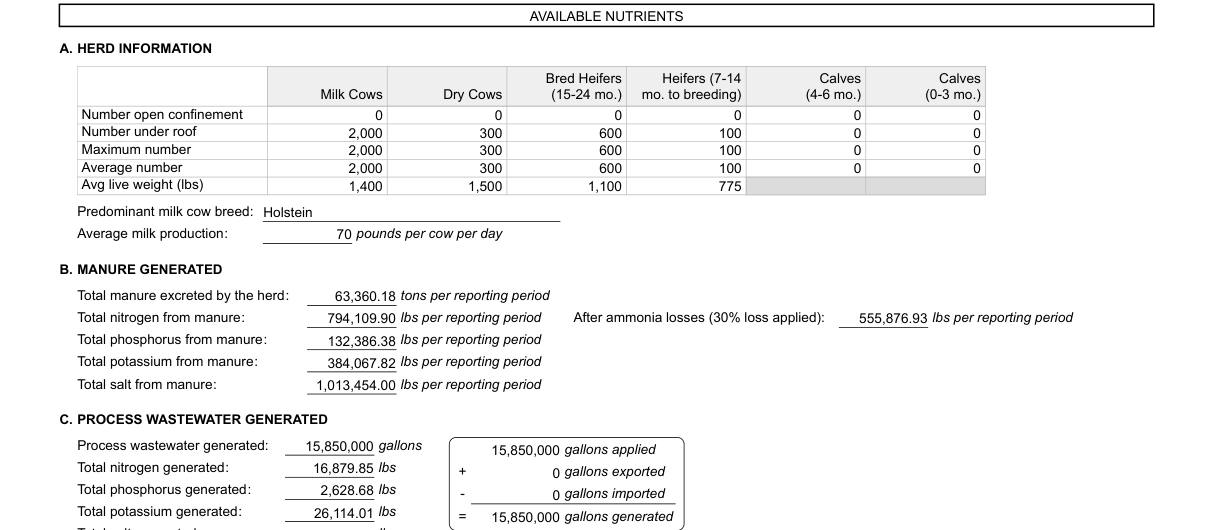 AVAILABLE NUTRIENTS
A. HERD INFORMATION
Milk Cows Dry Cows Bred Heifers (15-24 mo.) Heifers (7-14 mo. to breeding) Calves (4-6 mo.) Calves (0-3 mo.)
Number open confinement 0 0 0 0 0 0
Number under roof 2,000 300 600 100 0 0
Maximum number 2,000 300 600 100 0 0
Average number 2,000 300 600 100 0 0
Avg live weight (lbs) 1,400 1,500 1,100 775
Predominant milk cow breed: Holstein
Average milk production: 70 pounds per cow per day
B. MANURE GENERATED
Total manure excreted by the herd: 63,360.18 tons per reporting period
Total nitrogen from manure: 794,109.90 lbs per reporting period After ammonia losses (30% loss applied): 555,876.93 lbs per reporting period
Total phosphorus from manure: 132,386.38 lbs per reporting period
Total potassium from manure: 384,067.82 lbs per reporting period
Total salt from manure: 1,013,454.00 lbs per reporting period
C. PROCESS WASTEWATER GENERATED
Process wastewater generated: 15,850,000 gallons 15,850,000 gallons applied
Total nitrogen generated: 16,879.85 lbs + 0 gallons exported
Total phosphorus generated: 2,628.68 lbs - 0 gallons imported
Total potassium generated: 26,114.01 lbs = 15,850,000 gallons generated